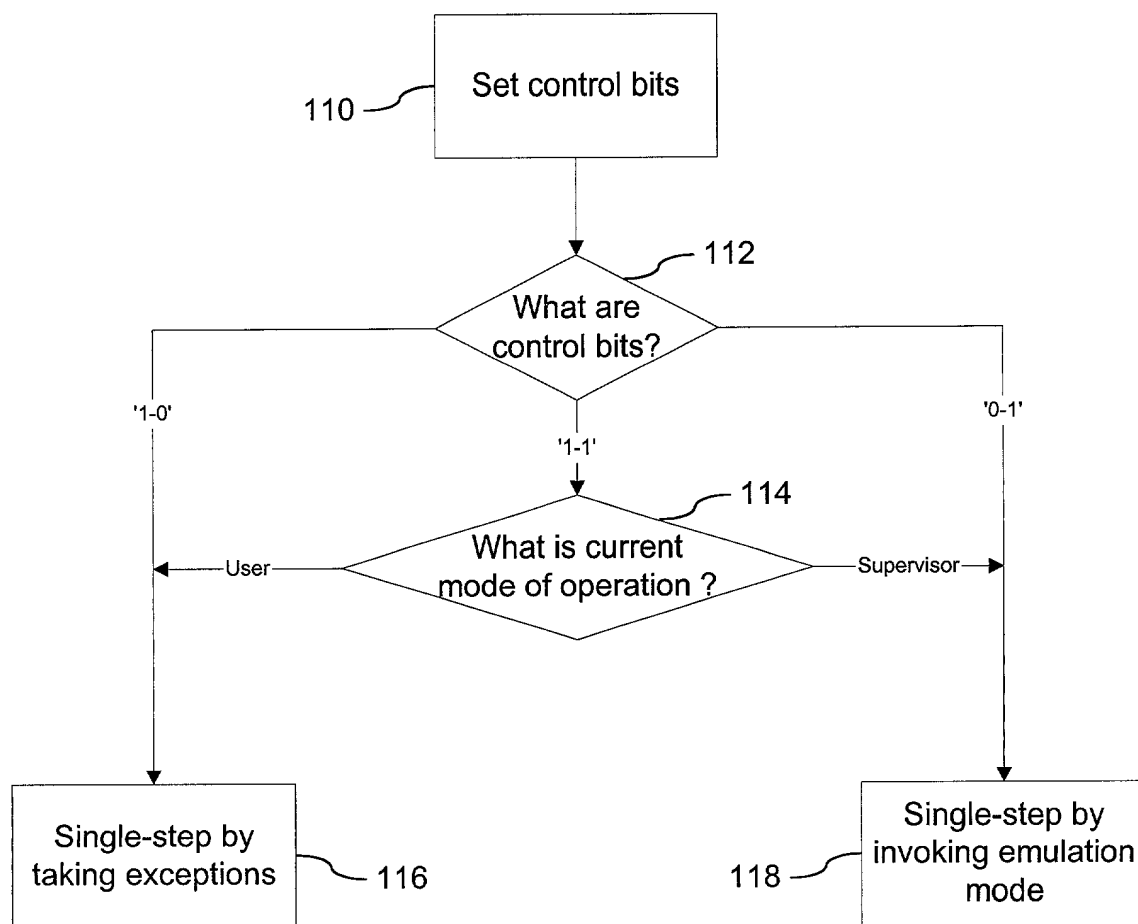 Set control bits
110
112
What are
control bits?
'1-0'
'0-1'
'1-1'
114
What is current
mode of operation ?
User
Supervisor
Single-step by
taking exceptions
116
Single-step by
invoking emulation
mode
118